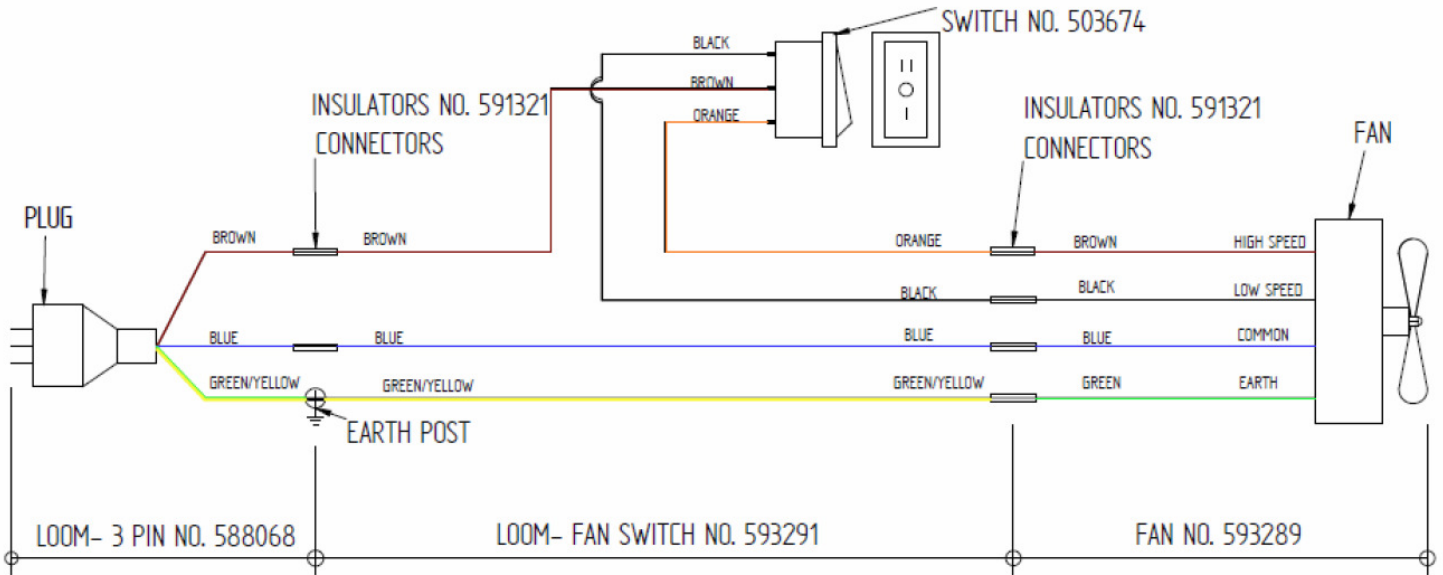 SWITCH NO. 503674
BLACK
BROWN
ORANGE
II
O
I
INSULATORS NO. 591321
CONNECTORS
INSULATORS NO. 591321
CONNECTORS
FAN
PLUG
BROWN
BROWN
ORANGE
BROWN
HIGH SPEED
BLACK
BLACK
LOW SPEED
BLUE
BLUE
BLUE
BLUE
COMMON
GREEN/YELLOW
GREEN/YELLOW
GREEN/YELLOW
GREEN
EARTH
EARTH POST
LOOM- 3 PIN NO. 588068
LOOM- FAN SWITCH NO. 593291
FAN NO. 593289